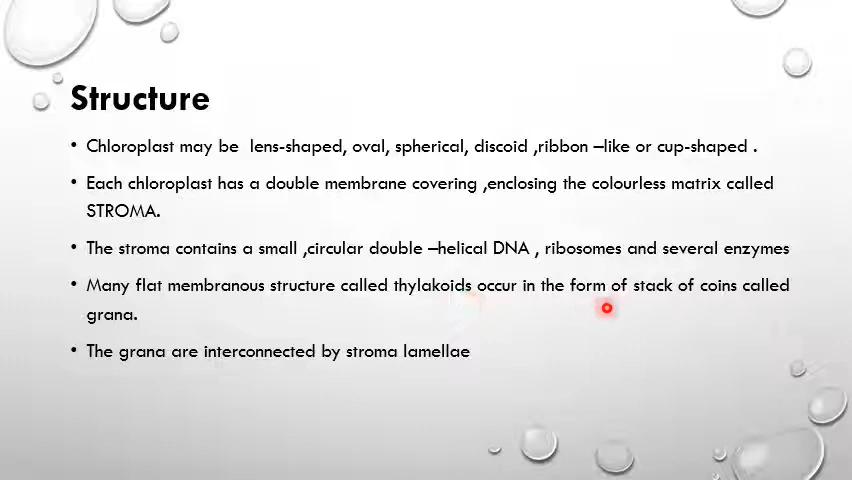 Structure
• Chloroplast may be  lens-shaped, oval, spherical, discoid ,ribbon –like or cup-shaped .
• Each chloroplast has a double membrane covering ,enclosing the colourless matrix called
STROMA.
• The stroma contains a small ,circular double –helical DNA , ribosomes and several enzymes
• Many flat membranous structure called thylakoids occur in the form of stack of coins called
grana.
• The grana are interconnected by stroma lamellae